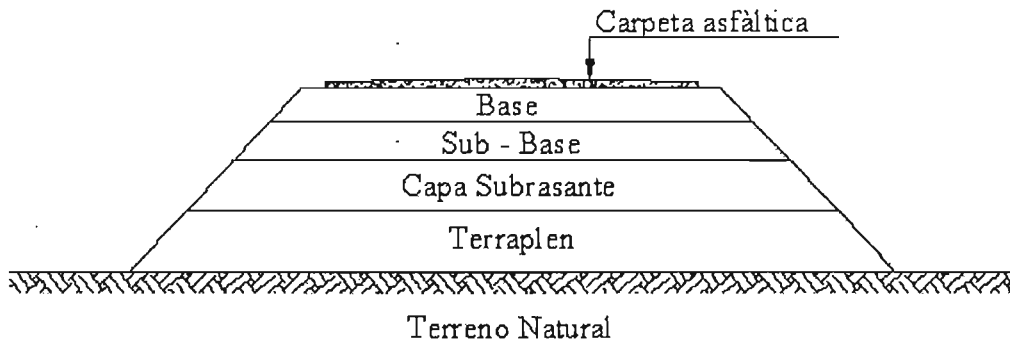 Carpeta asfàltica
Base
Sub - Base
Capa Subrasante
Terraplen
Terreno Natural